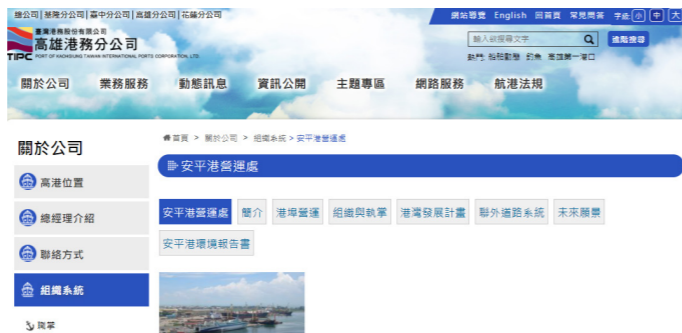 總公司|基隆分公司|臺中分公司|高雄分公司|花蓮分公司
網站導覽 English 回首頁 常見問答 字級 小 中 大
臺灣港務股份有限公司
高雄港務分公司
TIPC PORT OF KAOHSIUNG TAIWAN INTERNATIONAL PORTS CORPORATION, LTD.
輸入欲搜尋文字 進階搜尋
熱門: 船舶動態 釣魚 高雄第一港口
關於公司 業務服務 動態訊息 資訊公開 主題專區 網路服務 航港法規
首頁 > 關於公司 > 組織系統 > 安平港營運處
關於公司
安平港營運處
高港位置
總經理介紹
聯絡方式
組織系統
職掌
安平港營運處 簡介 港埠營運 組織與執掌 港灣發展計畫 聯外道路系統 未來願景
安平港環境報告書